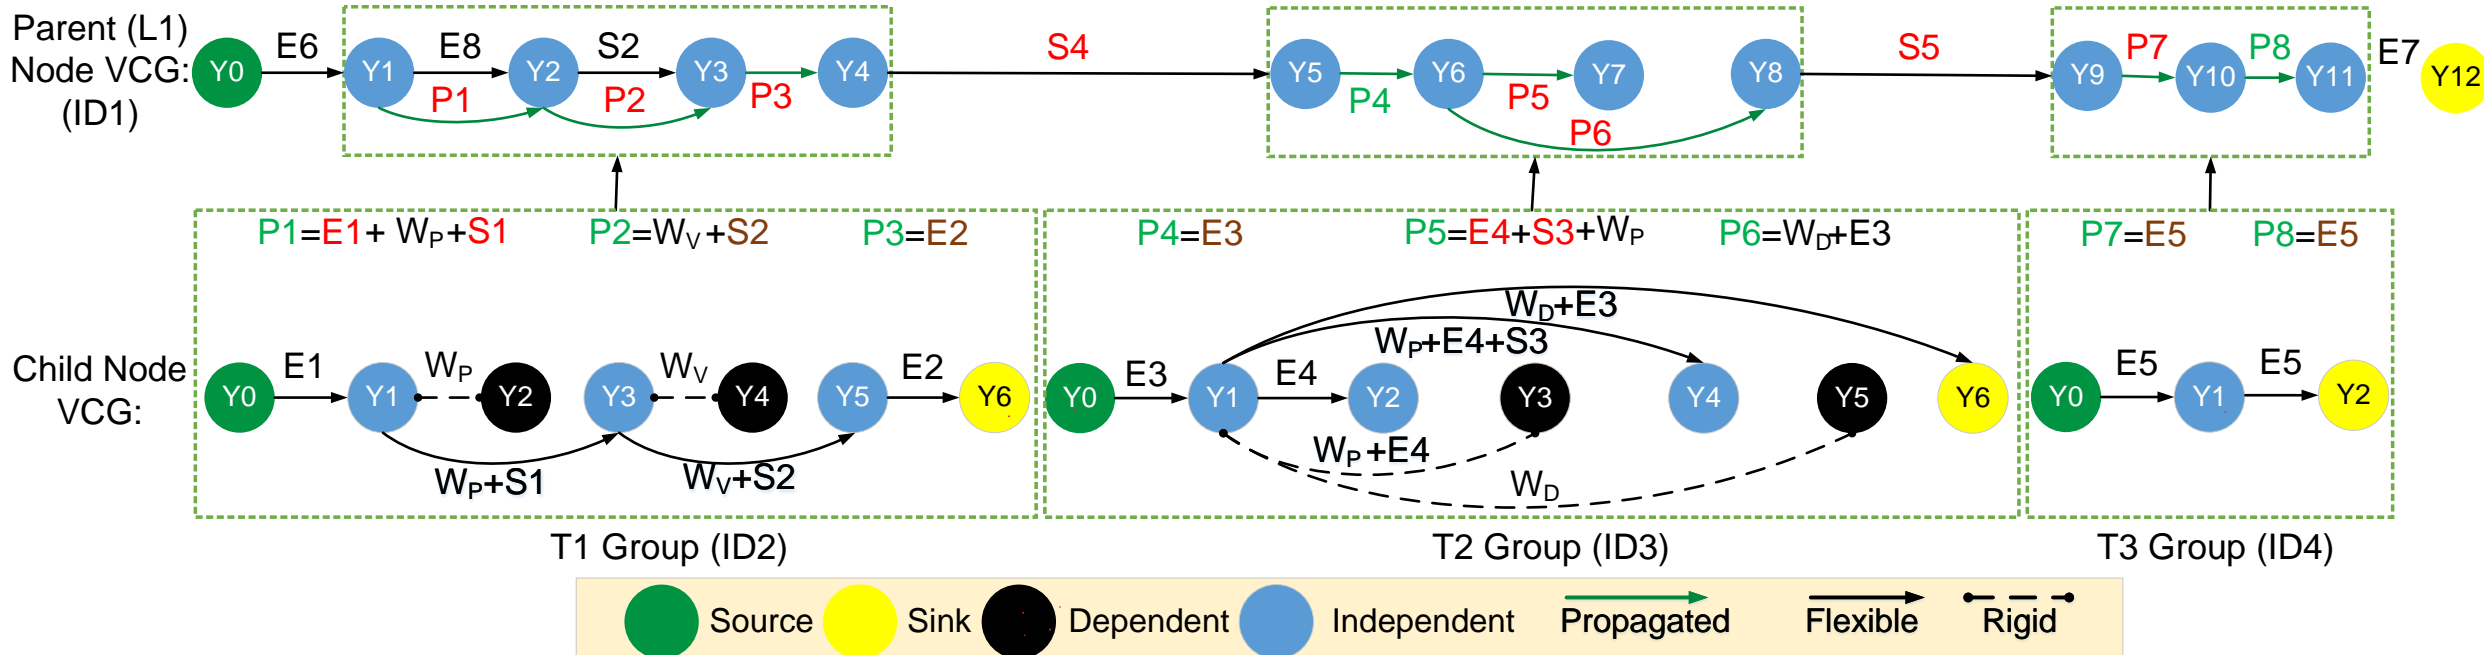 Parent (L1)
Node VCG:
(ID1)
Y0 E6 Y1 E8 Y2 S2 Y3 Y4 S4 Y5 Y6 Y7 Y8 S5 Y9 P7 Y10 P8 Y11 E7 Y12
P1 P2 P3 P4 P5 P6
P1=E1+ WP+S1 P2=WV+S2 P3=E2
P4=E3 P5=E4+S3+WP P6=WD+E3
P7=E5 P8=E5
Child Node
VCG:
Y0 E1 Y1 WP Y2 Y3 WV Y4 Y5 E2 Y6
WP+S1 WV+S2
WD+E3
WP+E4+S3
Y0 E3 Y1 E4 Y2 Y3 Y4 Y5 Y6
WP+E4
WD
Y0 E5 Y1 E5 Y2
T1 Group (ID2) T2 Group (ID3) T3 Group (ID4)
Source Sink Dependent Independent Propagated Flexible Rigid